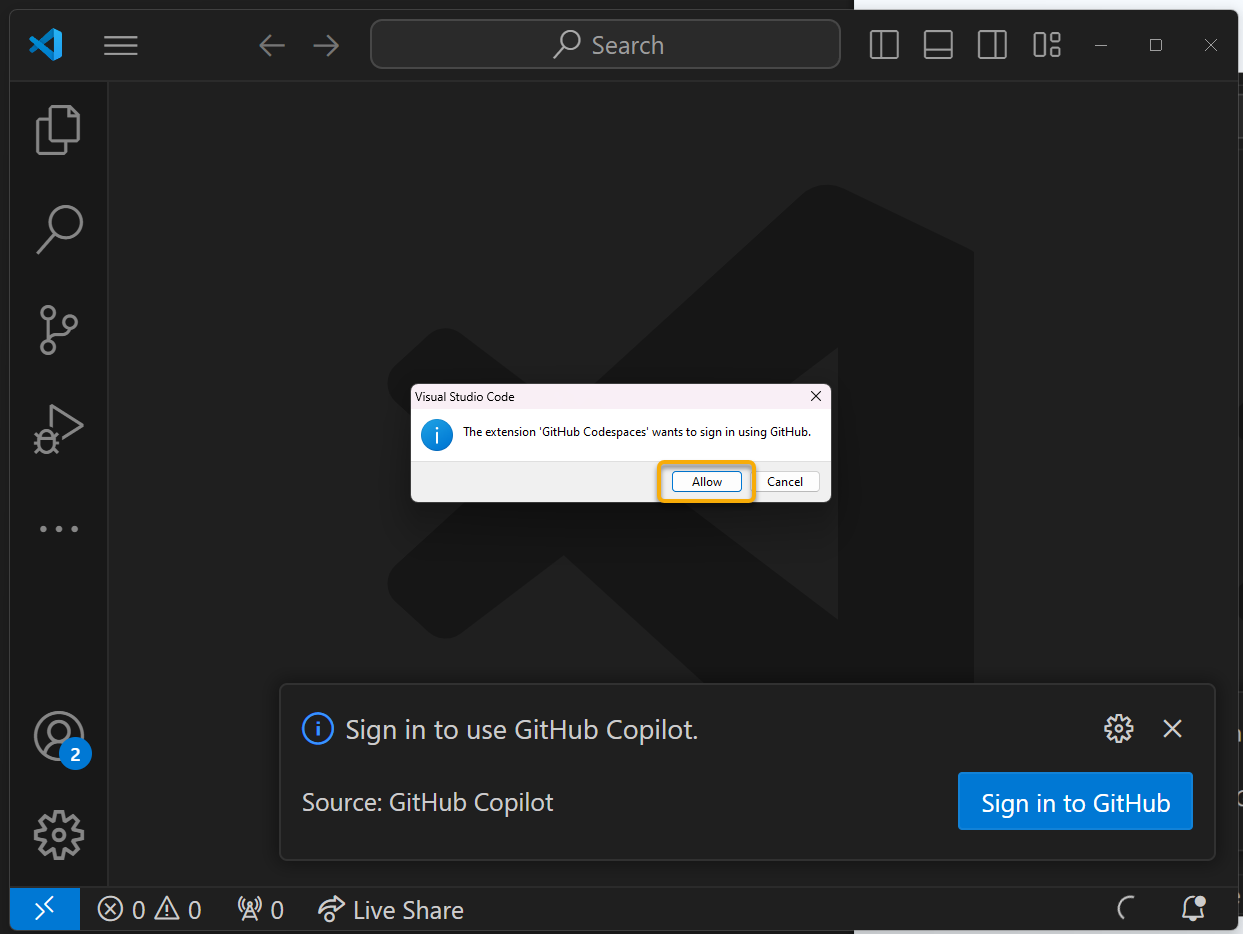 Search
Visual Studio Code
The extension 'GitHub Codespaces' wants to sign in using GitHub.
Allow
Cancel
2
Sign in to use GitHub Copilot.
Source: GitHub Copilot
Sign in to GitHub
0
0
0
Live Share